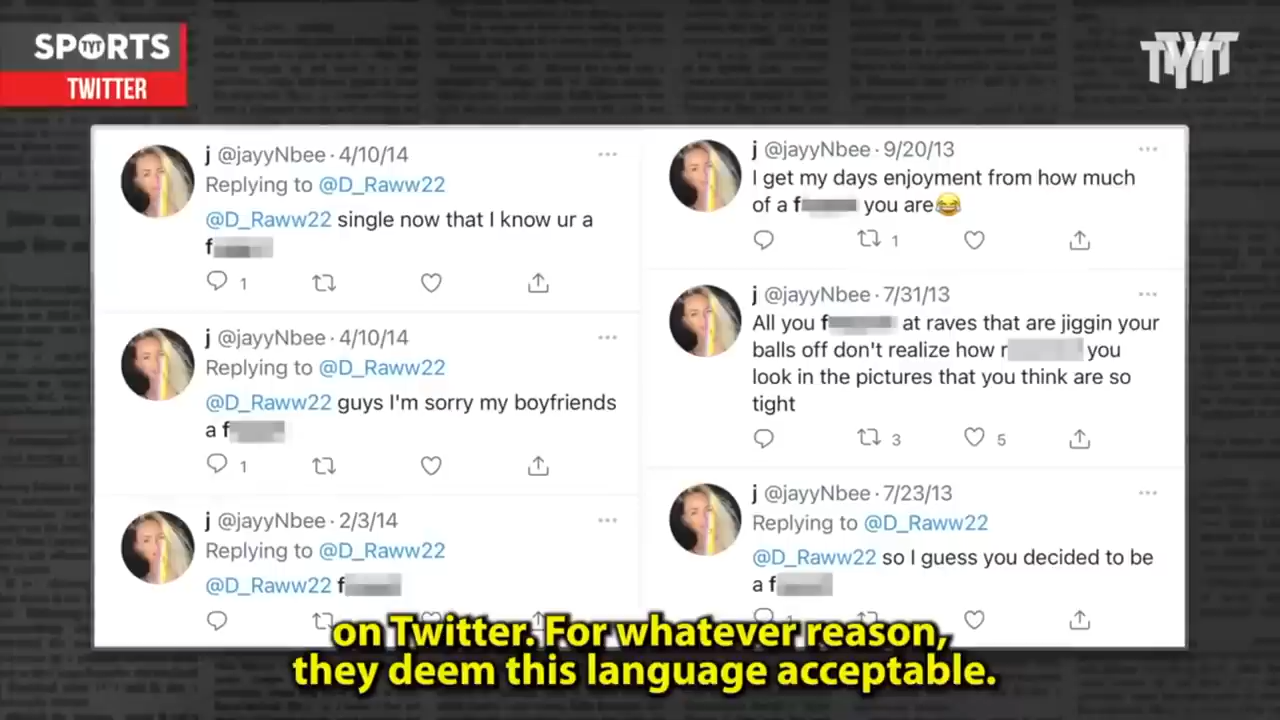 SPORTS
TWITTER
TYT
j @jayyNbee · 4/10/14
Replying to @D_Raww22
@D_Raww22 single now that I know ur a
f
1
j @jayyNbee · 4/10/14
Replying to @D_Raww22
@D_Raww22 guys I'm sorry my boyfriends
a f
1
j @jayyNbee · 2/3/14
Replying to @D_Raww22
@D_Raww22 f
j @jayyNbee · 9/20/13
I get my days enjoyment from how much
of a f you are😂
1
j @jayyNbee · 7/31/13
All you f at raves that are jiggin your
balls off don't realize how r you
look in the pictures that you think are so
tight
3 5
j @jayyNbee · 7/23/13
Replying to @D_Raww22
@D_Raww22 so I guess you decided to be
a f
1
on Twitter. For whatever reason,
they deem this language acceptable.